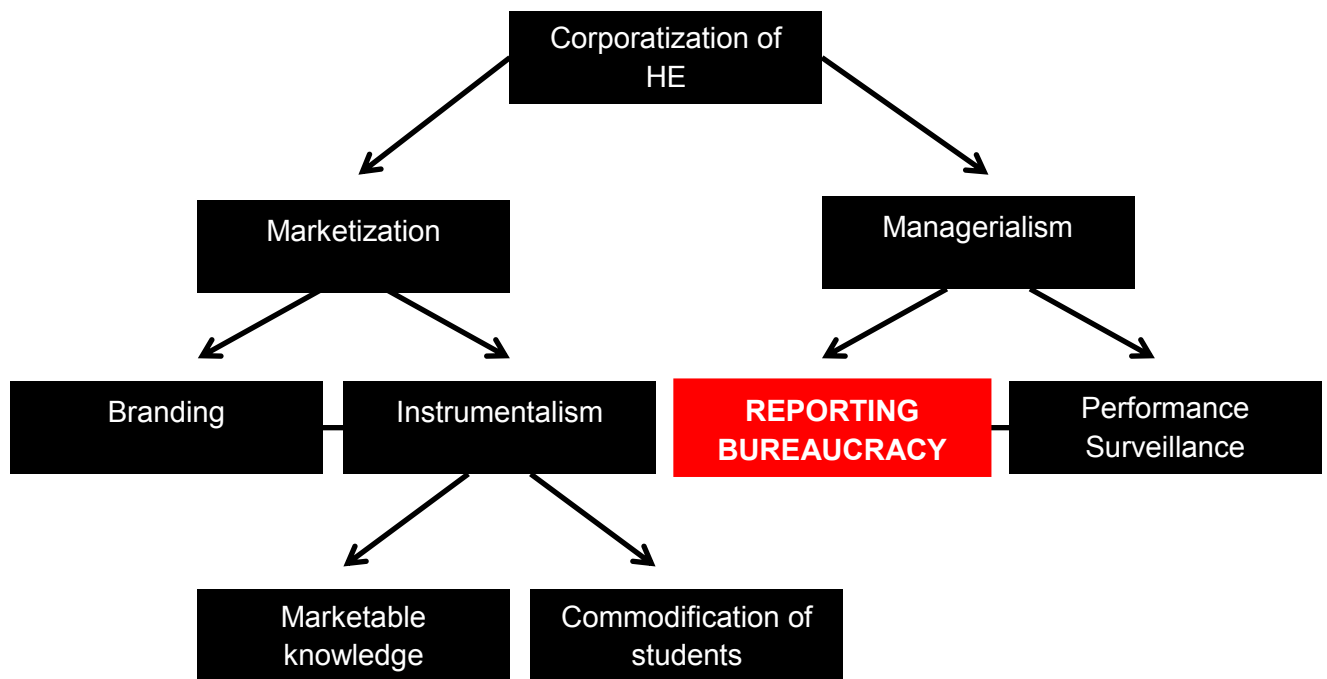 Corporatization of
HE
Marketization
Managerialism
Branding
Instrumentalism
REPORTING
BUREAUCRACY
Performance
Surveillance
Marketable
knowledge
Commodification of
students